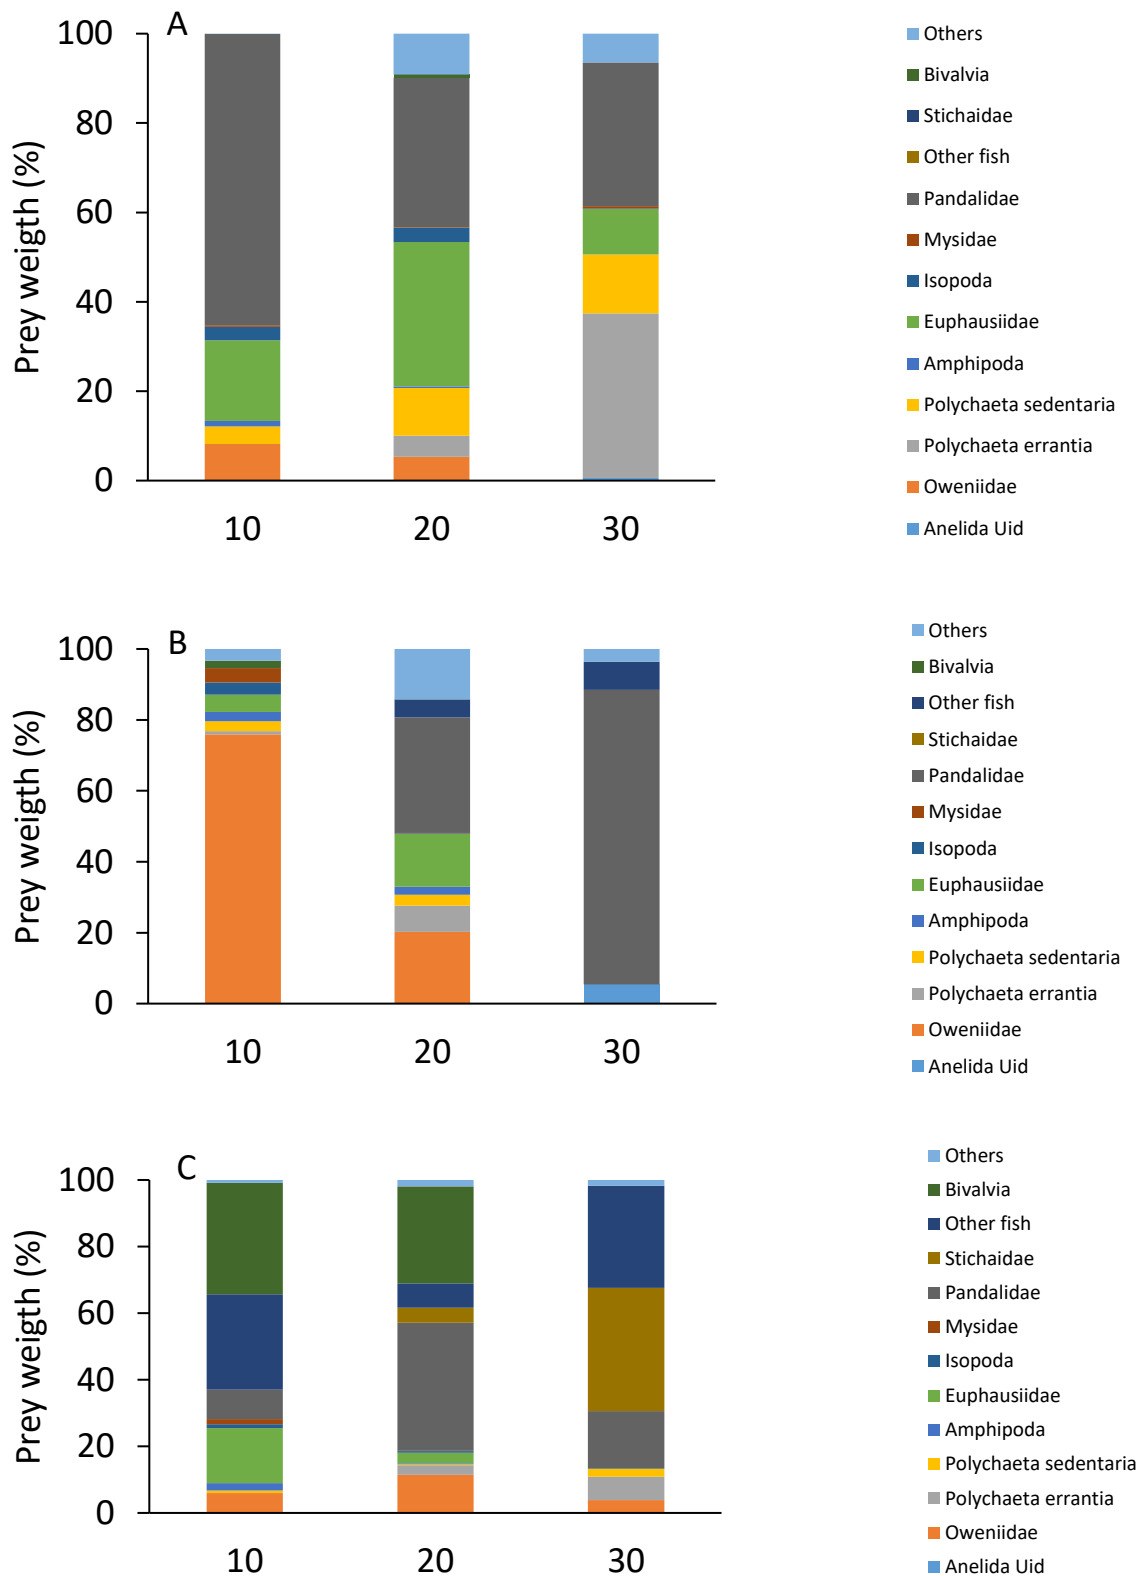 A
100
80
60
40
20
0
Prey weigth (%)
10 20 30
Others
Bivalvia
Stichaidae
Other fish
Pandalidae
Mysidae
Isopoda
Euphausiidae
Amphipoda
Polychaeta sedentaria
Polychaeta errantia
Oweniidae
Anelida Uid
B
100
80
60
40
20
0
Prey weigth (%)
10 20 30
Others
Bivalvia
Other fish
Stichaidae
Pandalidae
Mysidae
Isopoda
Euphausiidae
Amphipoda
Polychaeta sedentaria
Polychaeta errantia
Oweniidae
Anelida Uid
C
100
80
60
40
20
0
Prey weigth (%)
10 20 30
Others
Bivalvia
Other fish
Stichaidae
Pandalidae
Mysidae
Isopoda
Euphausiidae
Amphipoda
Polychaeta sedentaria
Polychaeta errantia
Oweniidae
Anelida Uid